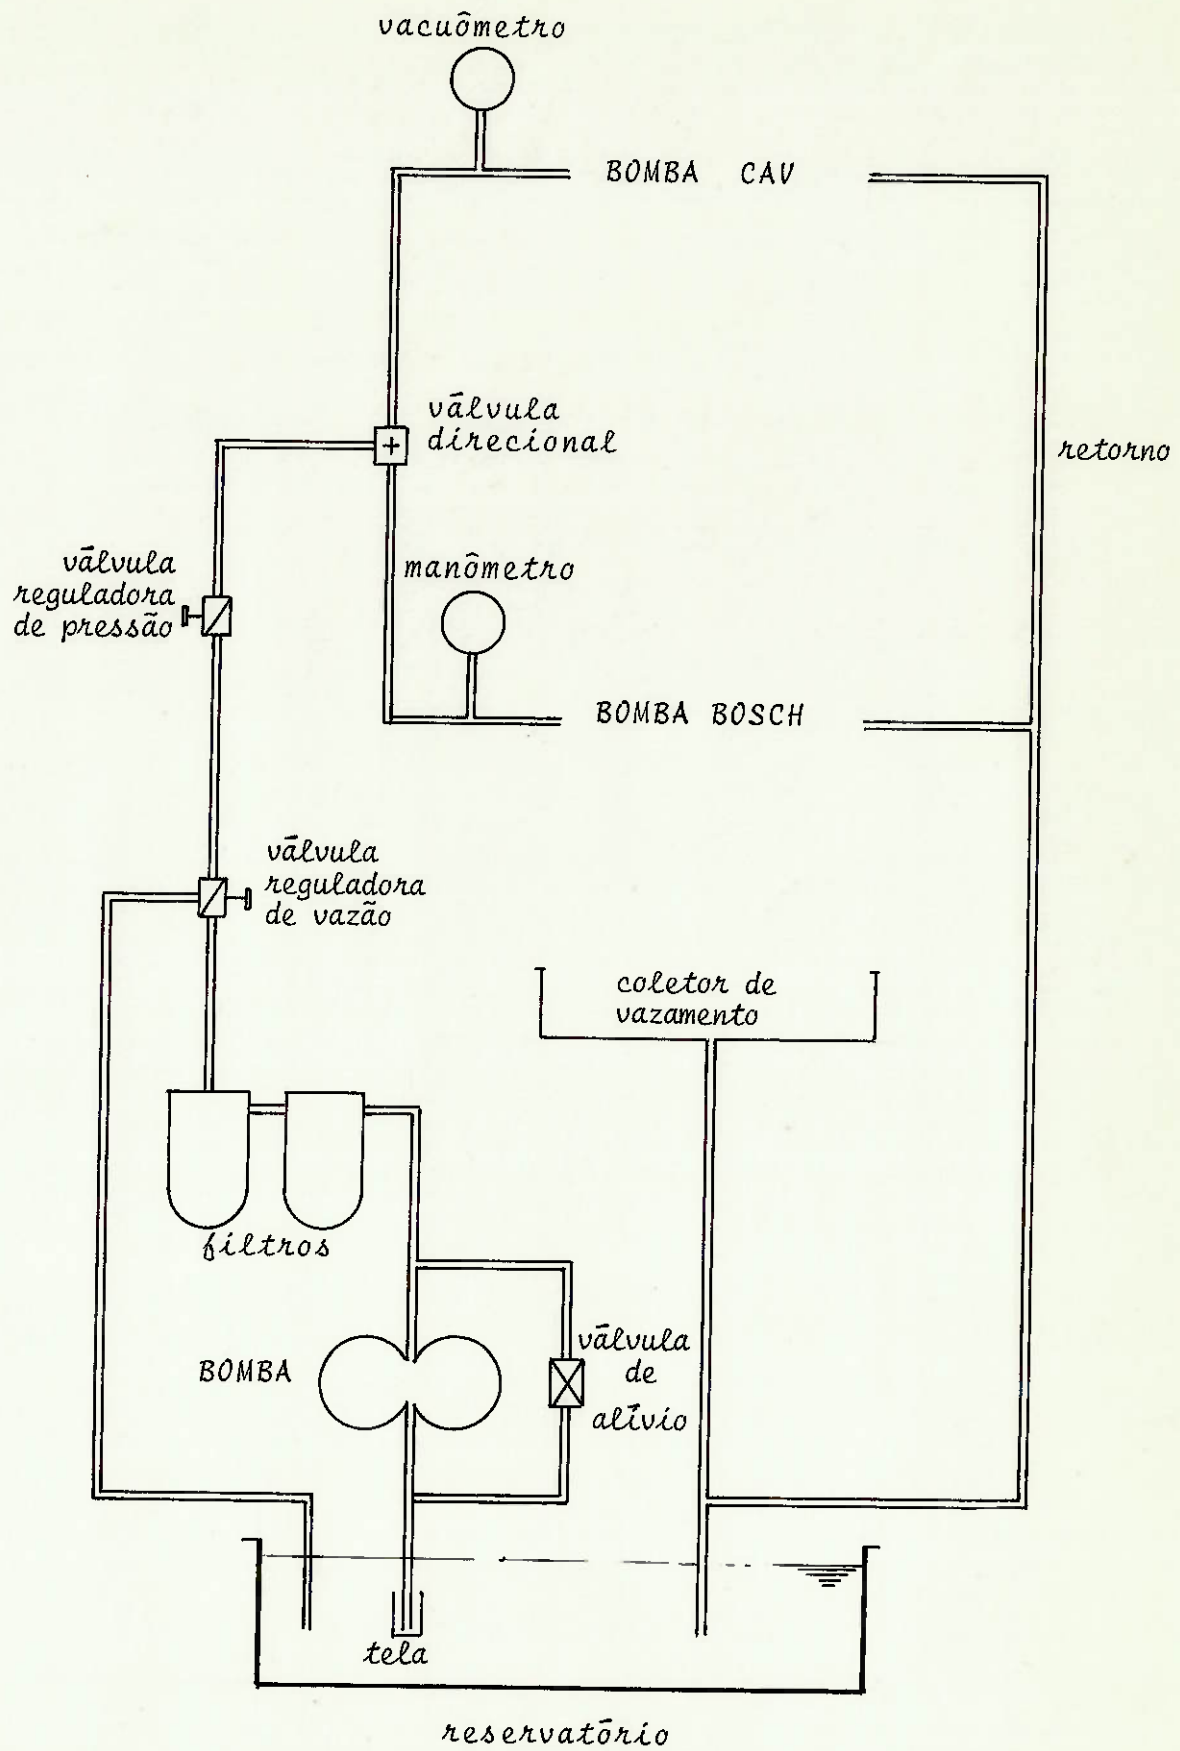 vacuômetro
BOMBA CAV
válvula
direcional
retorno
válvula
reguladora
de pressão
manômetro
BOMBA BOSCH
válvula
reguladora
de vazão
coletor de
vazamento
filtros
BOMBA
válvula
de
alívio
tela
reservatório